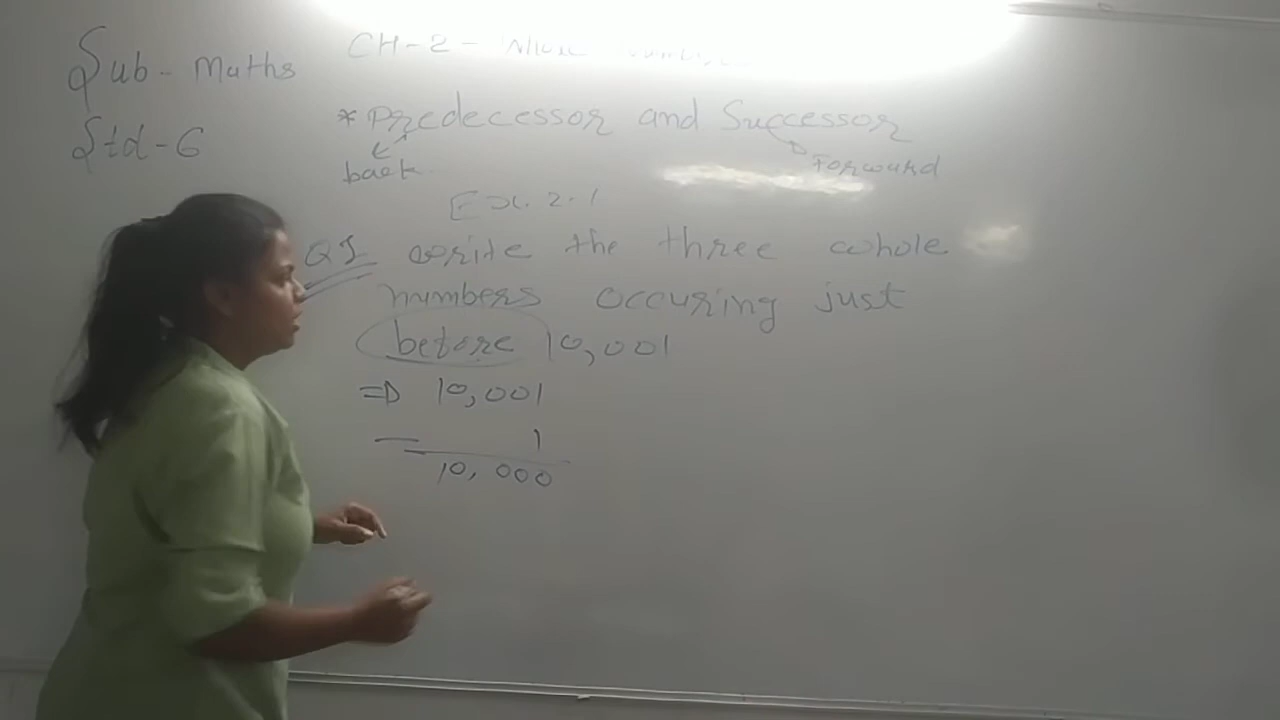 Sub - Maths
Std - 6
CH - 2 -
* Predecessor and Successor
back
Forward
Ex. 2.1
Q1 write the three whole
numbers occuring just
before 10,001
⇒ 10,001
— 1
10,000